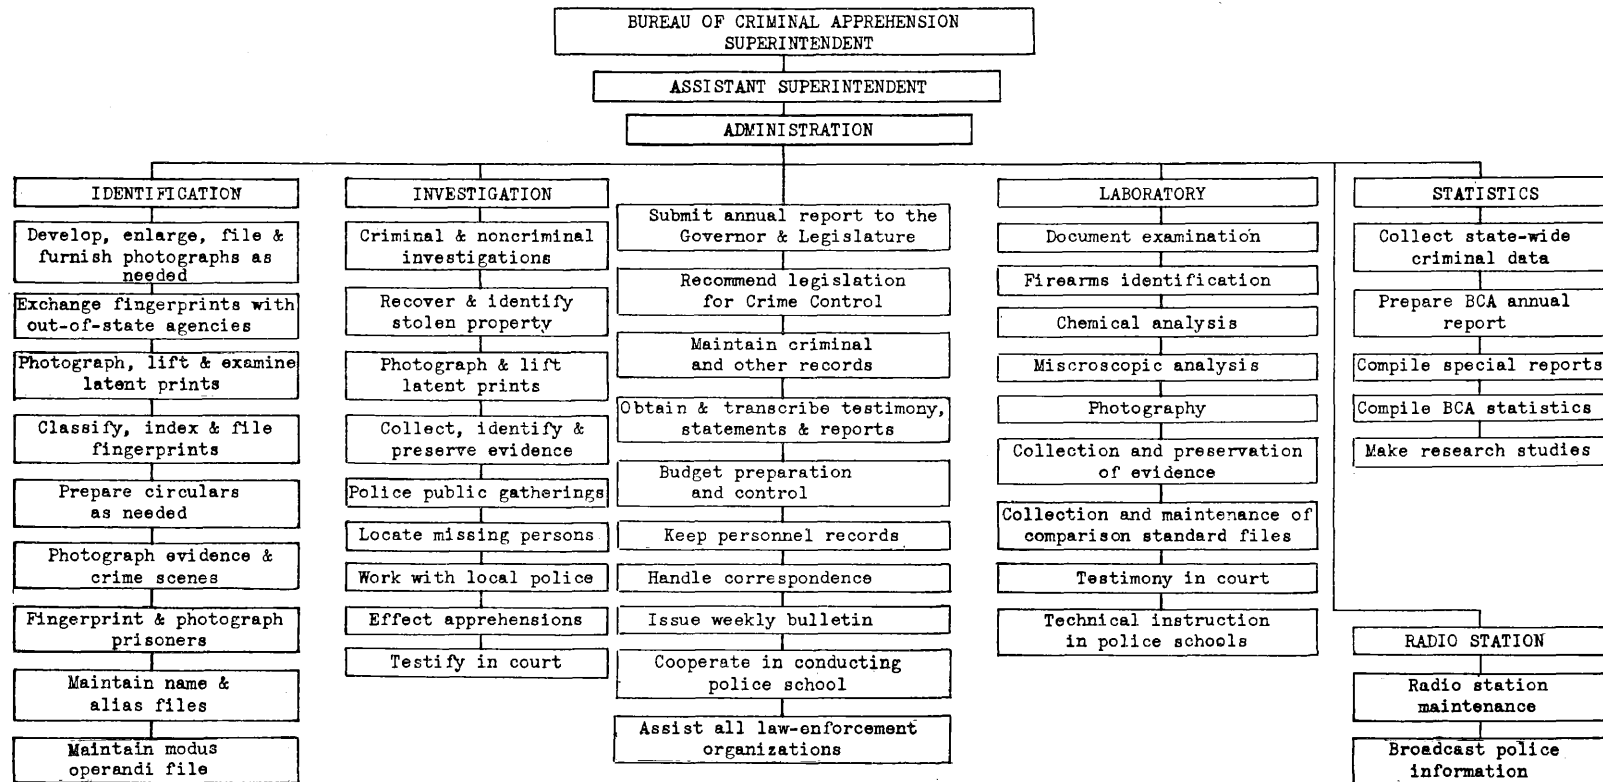 BUREAU OF CRIMINAL APPREHENSION
SUPERINTENDENT
ASSISTANT SUPERINTENDENT
ADMINISTRATION
IDENTIFICATION
Develop, enlarge, file &
furnish photographs as
needed
Exchange fingerprints with
out-of-state agencies
Photograph, lift & examine
latent prints
Classify, index & file
fingerprints
Prepare circulars
as needed
Photograph evidence &
crime scenes
Fingerprint & photograph
prisoners
Maintain name &
alias files
Maintain modus
operandi file
INVESTIGATION
Criminal & noncriminal
investigations
Recover & identify
stolen property
Photograph & lift
latent prints
Collect, identify &
preserve evidence
Police public gatherings
Locate missing persons
Work with local police
Effect apprehensions
Testify in court
Submit annual report to the
Governor & Legislature
Recommend legislation
for Crime Control
Maintain criminal
and other records
Obtain & transcribe testimony,
statements & reports
Budget preparation
and control
Keep personnel records
Handle correspondence
Issue weekly bulletin
Cooperate in conducting
police school
Assist all law-enforcement
organizations
LABORATORY
Document examination
Firearms identification
Chemical analysis
Miscroscopic analysis
Photography
Collection and preservation
of evidence
Collection and maintenance of
comparison standard files
Testimony in court
Technical instruction
in police schools
STATISTICS
Collect state-wide
criminal data
Prepare BCA annual
report
Compile special reports
Compile BCA statistics
Make research studies
RADIO STATION
Radio station
maintenance
Broadcast police
information